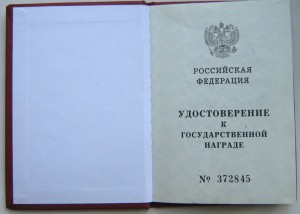 РОССИЙСКАЯ
ФЕДЕРАЦИЯ
УДОСТОВЕРЕНИЕ
К
ГОСУДАРСТВЕННОЙ
НАГРАДЕ
№ 372845